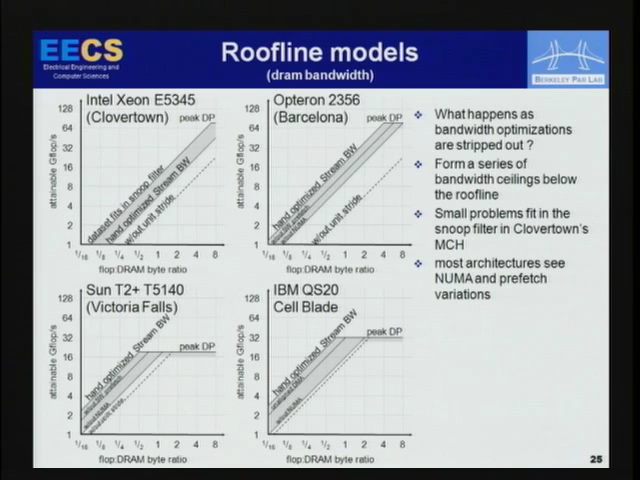 EECS
Electrical Engineering and
Computer Sciences
Roofline models
(dram bandwidth)
BERKELEY PAR LAB
Intel Xeon E5345
(Clovertown)
peak DP
dataset fits in snoop filter
hand optimized Stream BW
w/out unit stride
attainable Gflop/s
128
64
32
16
8
4
2
1
1/16 1/8 1/4 1/2 1 2 4 8
flop:DRAM byte ratio
Opteron 2356
(Barcelona)
peak DP
hand optimized Stream BW
w/out unit stride
attainable Gflop/s
128
64
32
16
8
4
2
1
1/16 1/8 1/4 1/2 1 2 4 8
flop:DRAM byte ratio
Sun T2+ T5140
(Victoria Falls)
peak DP
hand optimized Stream BW
attainable Gflop/s
128
64
32
16
8
4
2
1
1/16 1/8 1/4 1/2 1 2 4 8
flop:DRAM byte ratio
IBM QS20
Cell Blade
peak DP
hand optimized Stream BW
attainable Gflop/s
128
64
32
16
8
4
2
1
1/16 1/8 1/4 1/2 1 2 4 8
flop:DRAM byte ratio
❖ What happens as
bandwidth optimizations
are stripped out ?
❖ Form a series of
bandwidth ceilings below
the roofline
❖ Small problems fit in the
snoop filter in Clovertown's
MCH
❖ most architectures see
NUMA and prefetch
variations
25